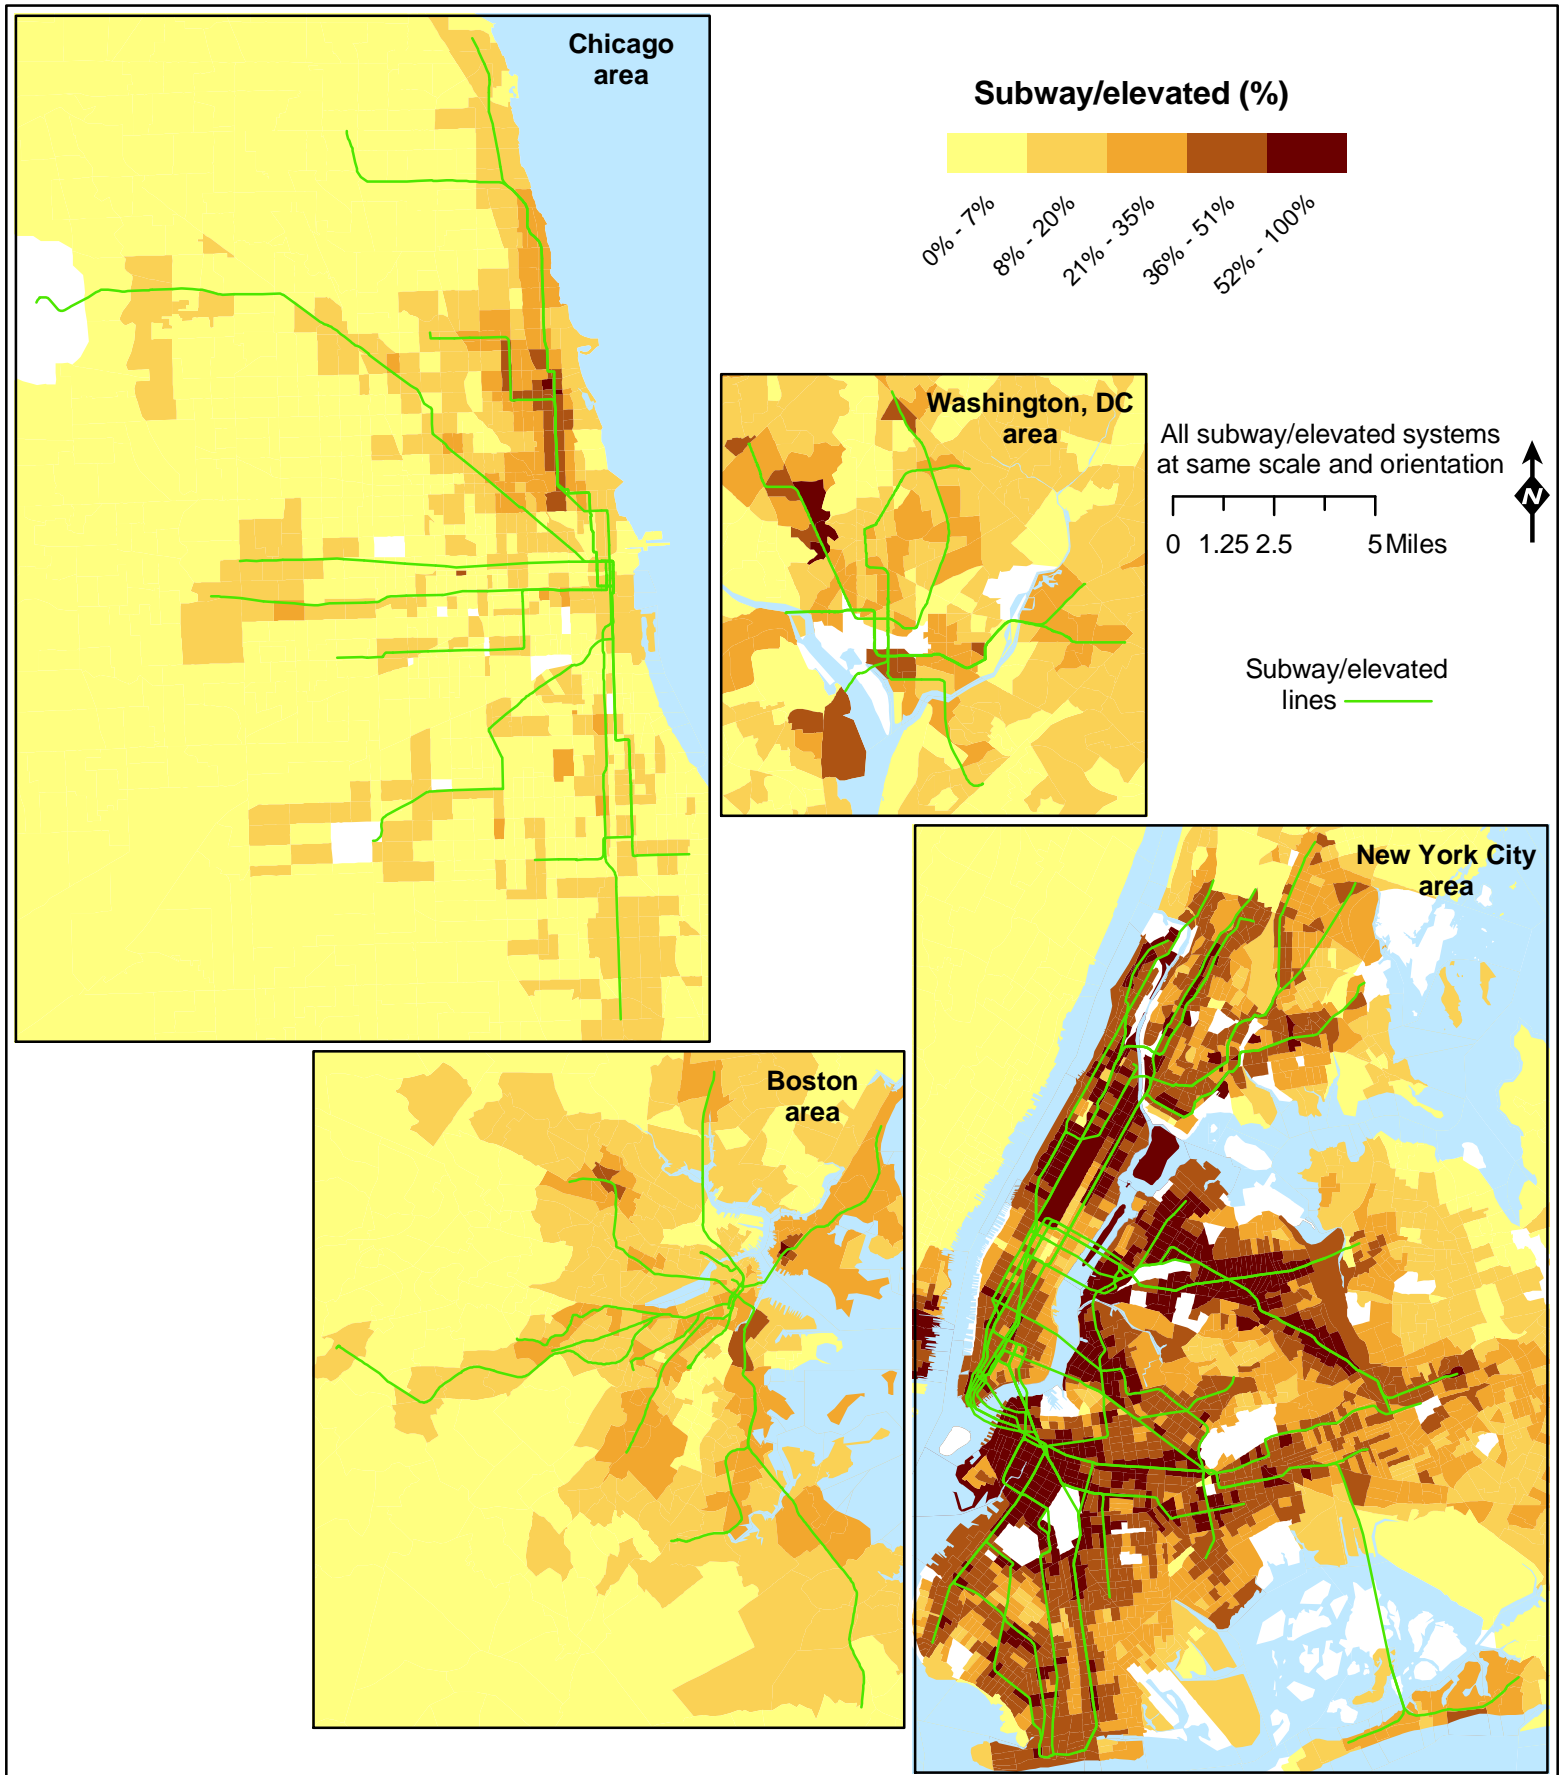 Chicago
area
Subway/elevated (%)
0% - 7%
8% - 20%
21% - 35%
36% - 51%
52% - 100%
Washington, DC
area
All subway/elevated systems
at same scale and orientation
N
0 1.25 2.5 5 Miles
Subway/elevated
lines
New York City
area
Boston
area